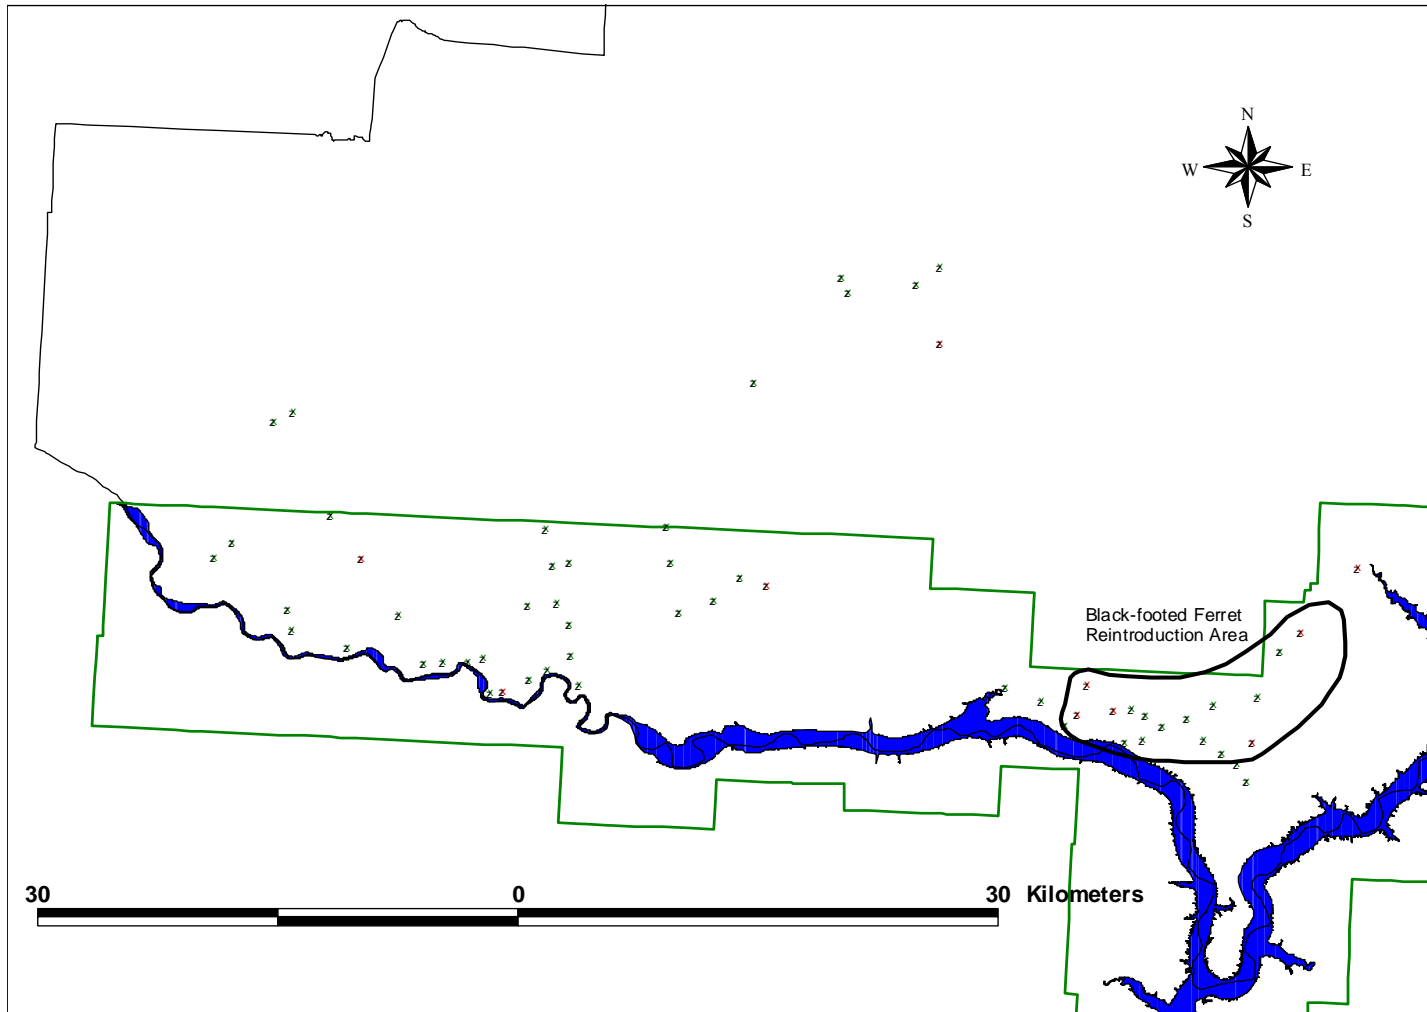 N
W E
S
Black-footed Ferret
Reintroduction Area
30 0 30 Kilometers